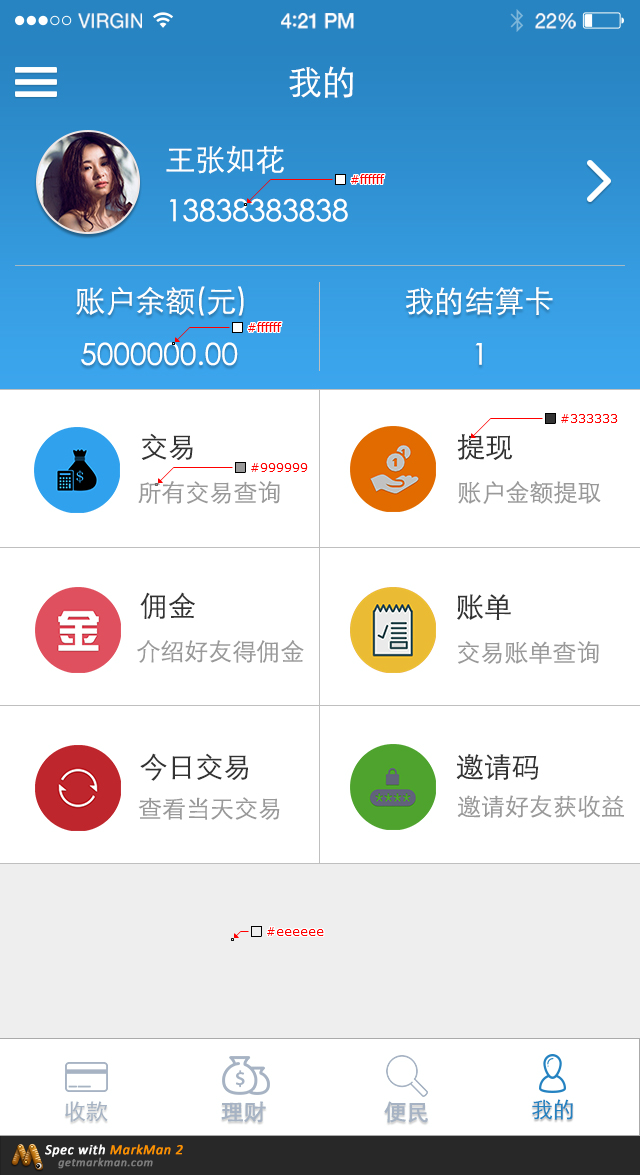 VIRGIN 4:21 PM 22%
我的
王张如花
#ffffff
13838383838
账户余额(元) 我的结算卡
#ffffff
5000000.00 1
#333333
交易 提现
#999999
所有交易查询 账户金额提取
佣金 账单
介绍好友得佣金 交易账单查询
今日交易 邀请码
查看当天交易 邀请好友获收益
#eeeeee
收款 理财 便民 我的
Spec with MarkMan 2
getmarkman.com